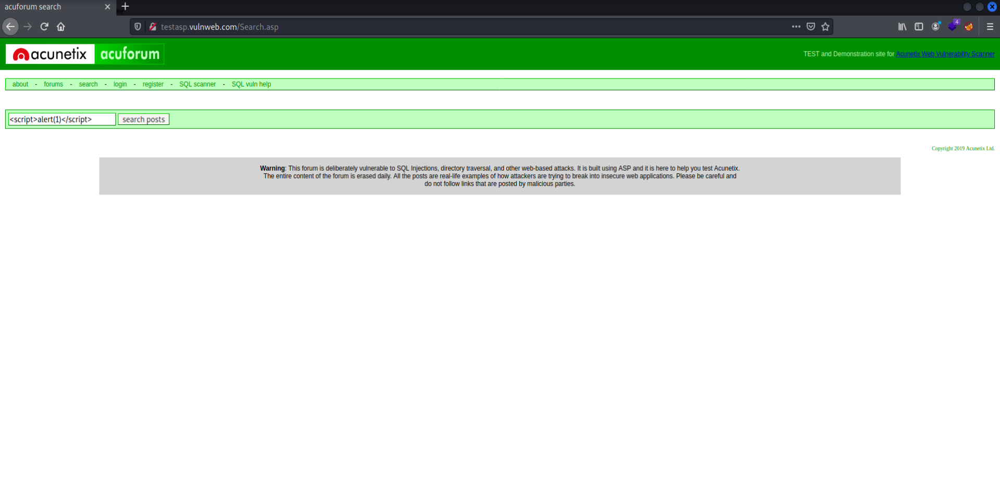 acuforum search
testasp.vulnweb.com/Search.asp
4
acunetix acuforum
TEST and Demonstration site for Acunetix Web Vulnerability Scanner
about - forums - search - login - register - SQL scanner - SQL vuln help
<script>alert(1)</script> search posts
Copyright 2019 Acunetix Ltd.
Warning: This forum is deliberately vulnerable to SQL Injections, directory traversal, and other web-based attacks. It is built using ASP and it is here to help you test Acunetix.
The entire content of the forum is erased daily. All the posts are real-life examples of how attackers are trying to break into insecure web applications. Please be careful and
do not follow links that are posted by malicious parties.